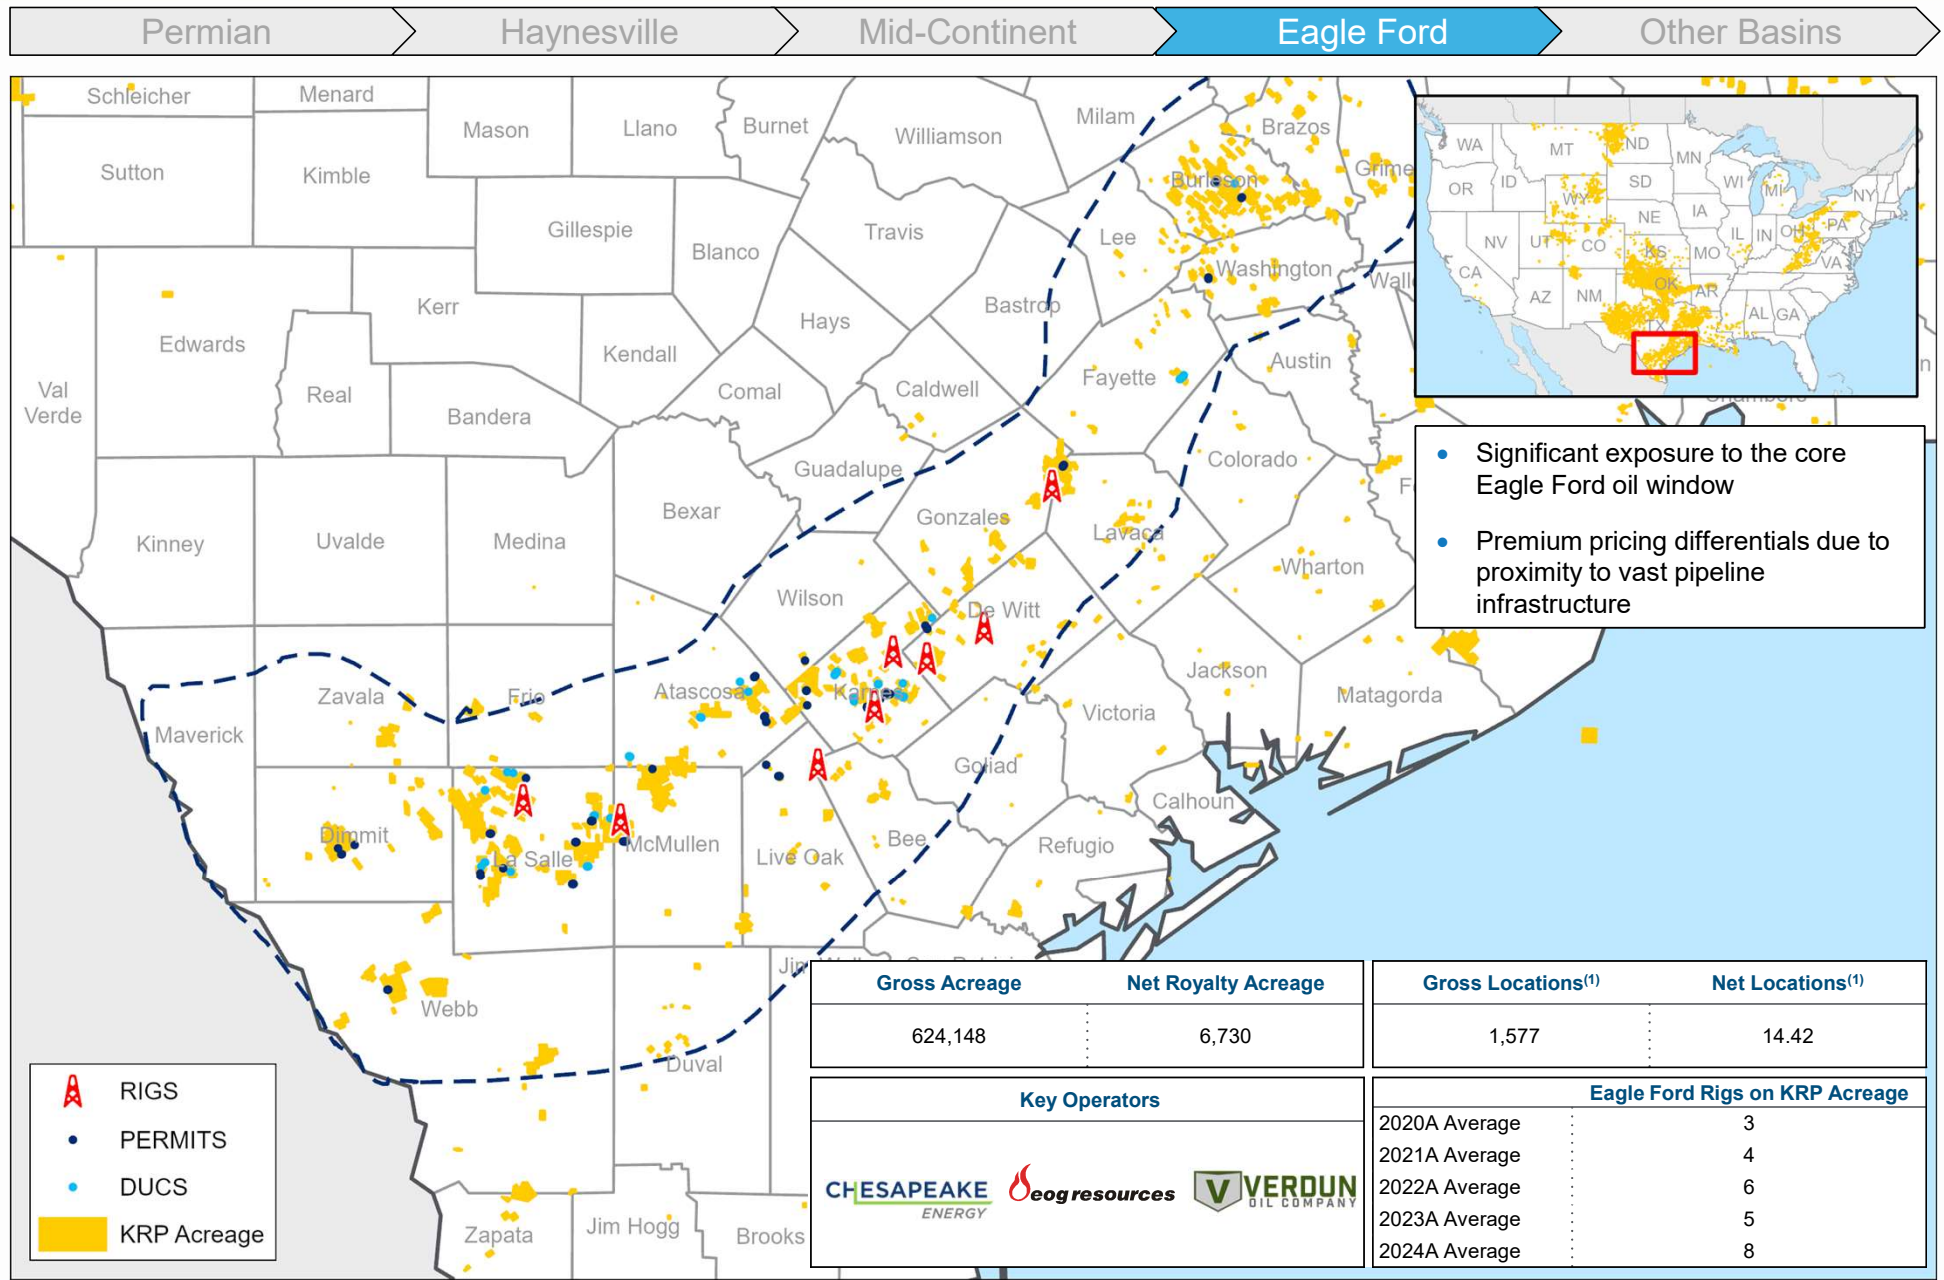 Permian
Haynesville
Mid-Continent
Eagle Ford
Other Basins
Schleicher
Menard
Mason
Llano
Burnet
Williamson
Milam
Brazos
Sutton
Kimble
Burleson
Grime
Gillespie
Blanco
Travis
Lee
Washington
Walle
Edwards
Kerr
Kendall
Hays
Bastrop
Austin
Val
Verde
Real
Bandera
Comal
Caldwell
Fayette
Kinney
Uvalde
Medina
Bexar
Guadalupe
Gonzales
Lavaca
Colorado
Wharton
Wilson
De Witt
Maverick
Zavala
Frio
Atascosa
Karnes
Victoria
Jackson
Matagorda
Dimmit
La Salle
McMullen
Live Oak
Bee
Goliad
Refugio
Calhoun
Webb
Duval
Zapata
Jim Hogg
Brooks
WA
MT
ND
MN
OR
ID
SD
WI
MI
NY
WY
NE
IA
NV
UT
CO
KS
MO
IL
IN
OH
PA
VA
CA
AZ
NM
OK
AR
TX
AL
GA
• Significant exposure to the core
Eagle Ford oil window
• Premium pricing differentials due to
proximity to vast pipeline
infrastructure
RIGS
PERMITS
DUCS
KRP Acreage
Gross Acreage Net Royalty Acreage
624,148 6,730
Gross Locations(1) Net Locations(1)
1,577 14.42
Key Operators
CHESAPEAKE
ENERGY
eog resources
V VERDUN
OIL COMPANY
Eagle Ford Rigs on KRP Acreage
2020A Average 3
2021A Average 4
2022A Average 6
2023A Average 5
2024A Average 8